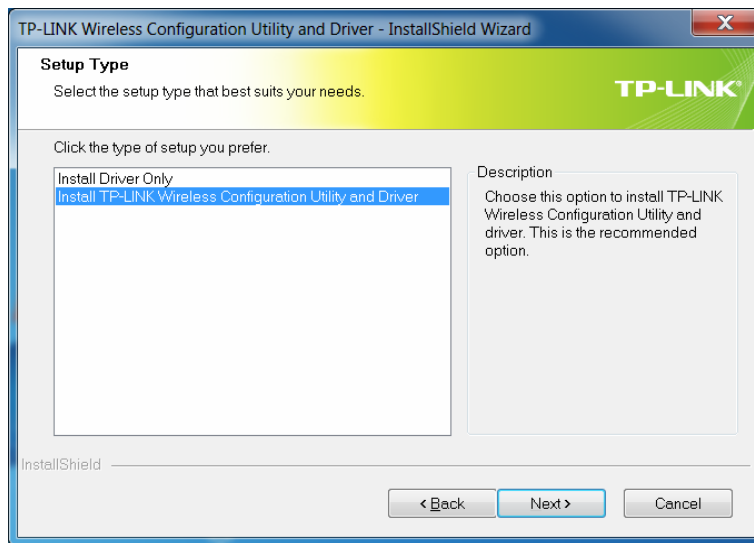 TP-LINK Wireless Configuration Utility and Driver - InstallShield Wizard
X
Setup Type
Select the setup type that best suits your needs.
TP-LINK®
Click the type of setup you prefer.
Install Driver Only
Install TP-LINK Wireless Configuration Utility and Driver
Description
Choose this option to install TP-LINK
Wireless Configuration Utility and
driver. This is the recommended
option.
InstallShield
< Back
Next >
Cancel